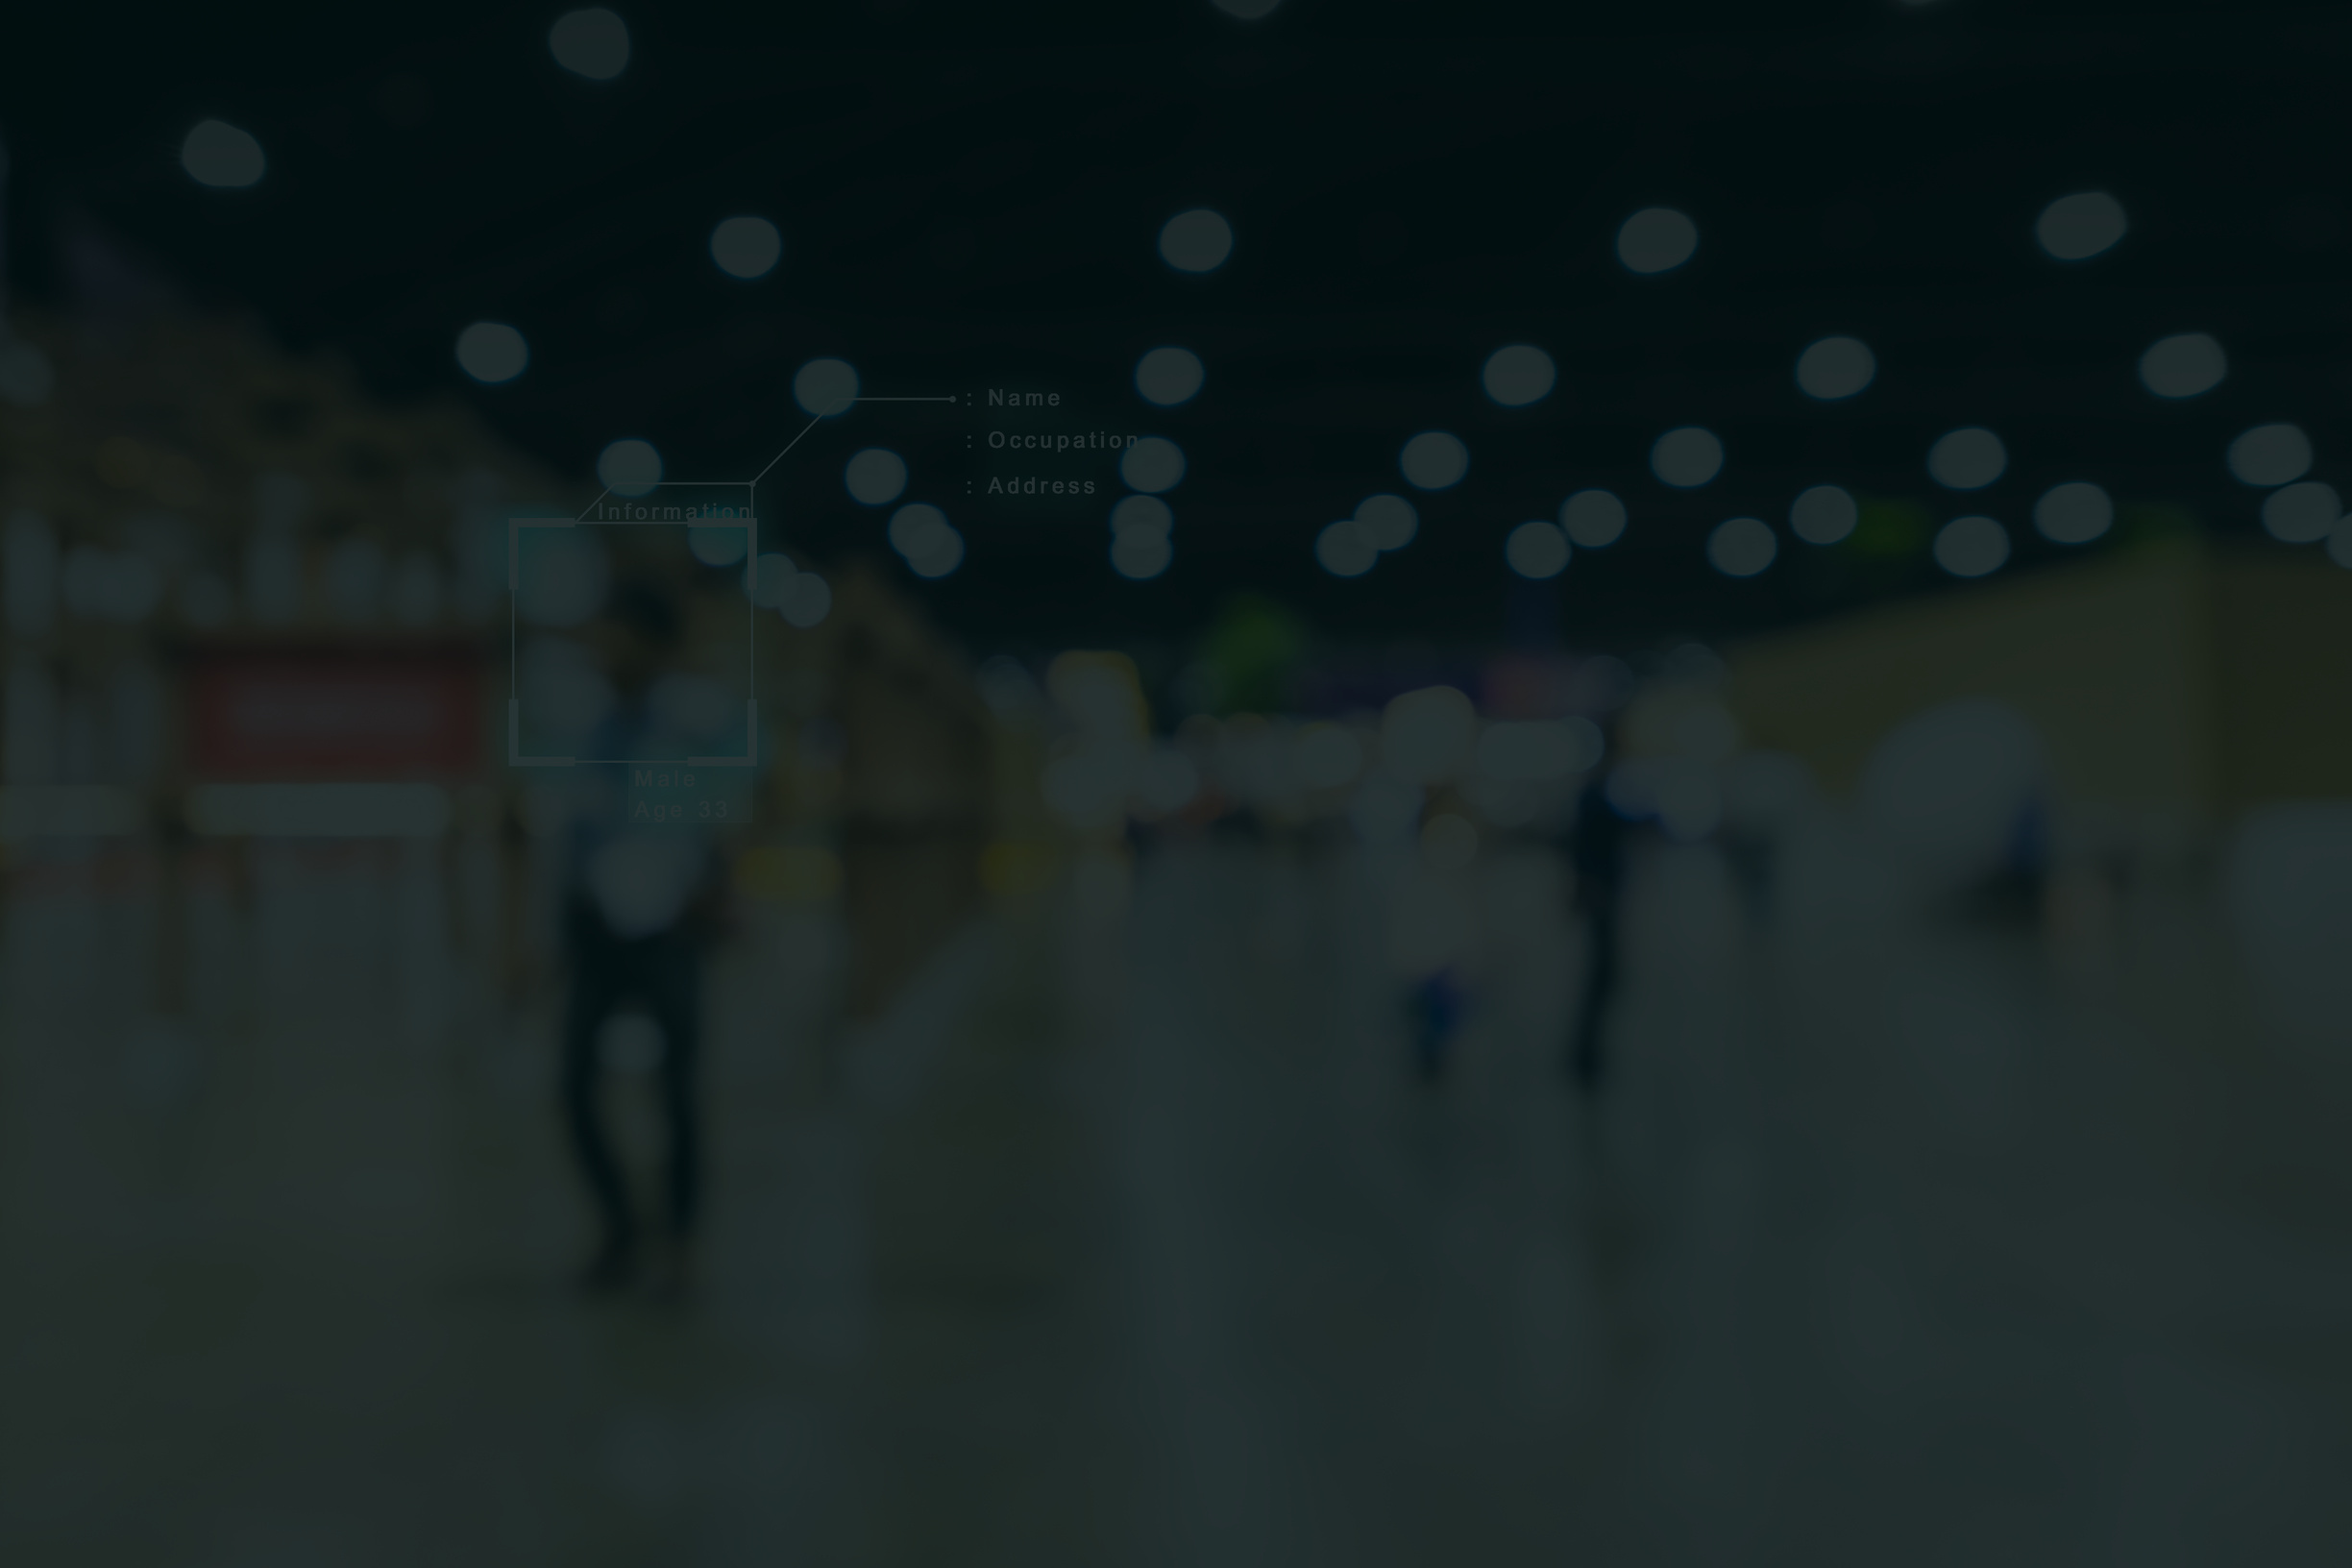 : Name
: Occupation
: Address
Information
Male
Age 33